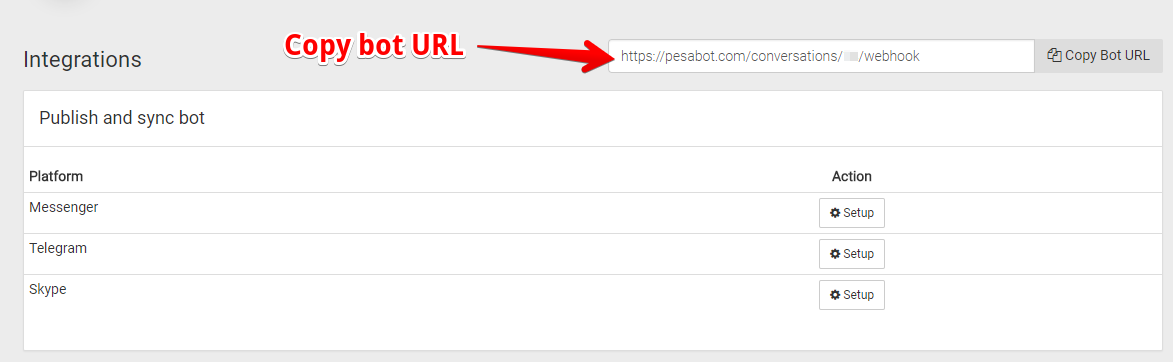 Copy bot URL
Integrations
https://pesabot.com/conversations/ /webhook
Copy Bot URL
Publish and sync bot
Platform Action
Messenger Setup
Telegram Setup
Skype Setup